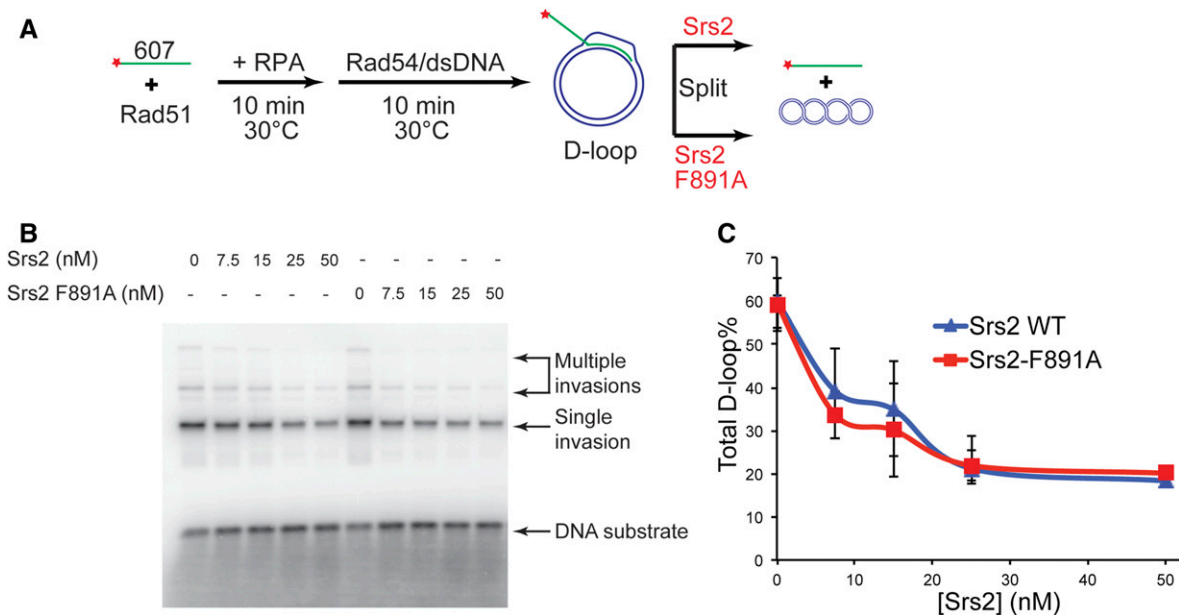 A
607
+
Rad51
+ RPA
10 min
30°C
Rad54/dsDNA
10 min
30°C
D-loop
Srs2
Split
Srs2
F891A
+
B
Srs2 (nM)
0 7.5 15 25 50 - - - - -
Srs2 F891A (nM)
- - - - - 0 7.5 15 25 50
Multiple
invasions
Single
invasion
DNA substrate
C
Total D-loop%
70
60
50
40
30
20
10
0
0 10 20 30 40 50
[Srs2] (nM)
Srs2 WT
Srs2-F891A